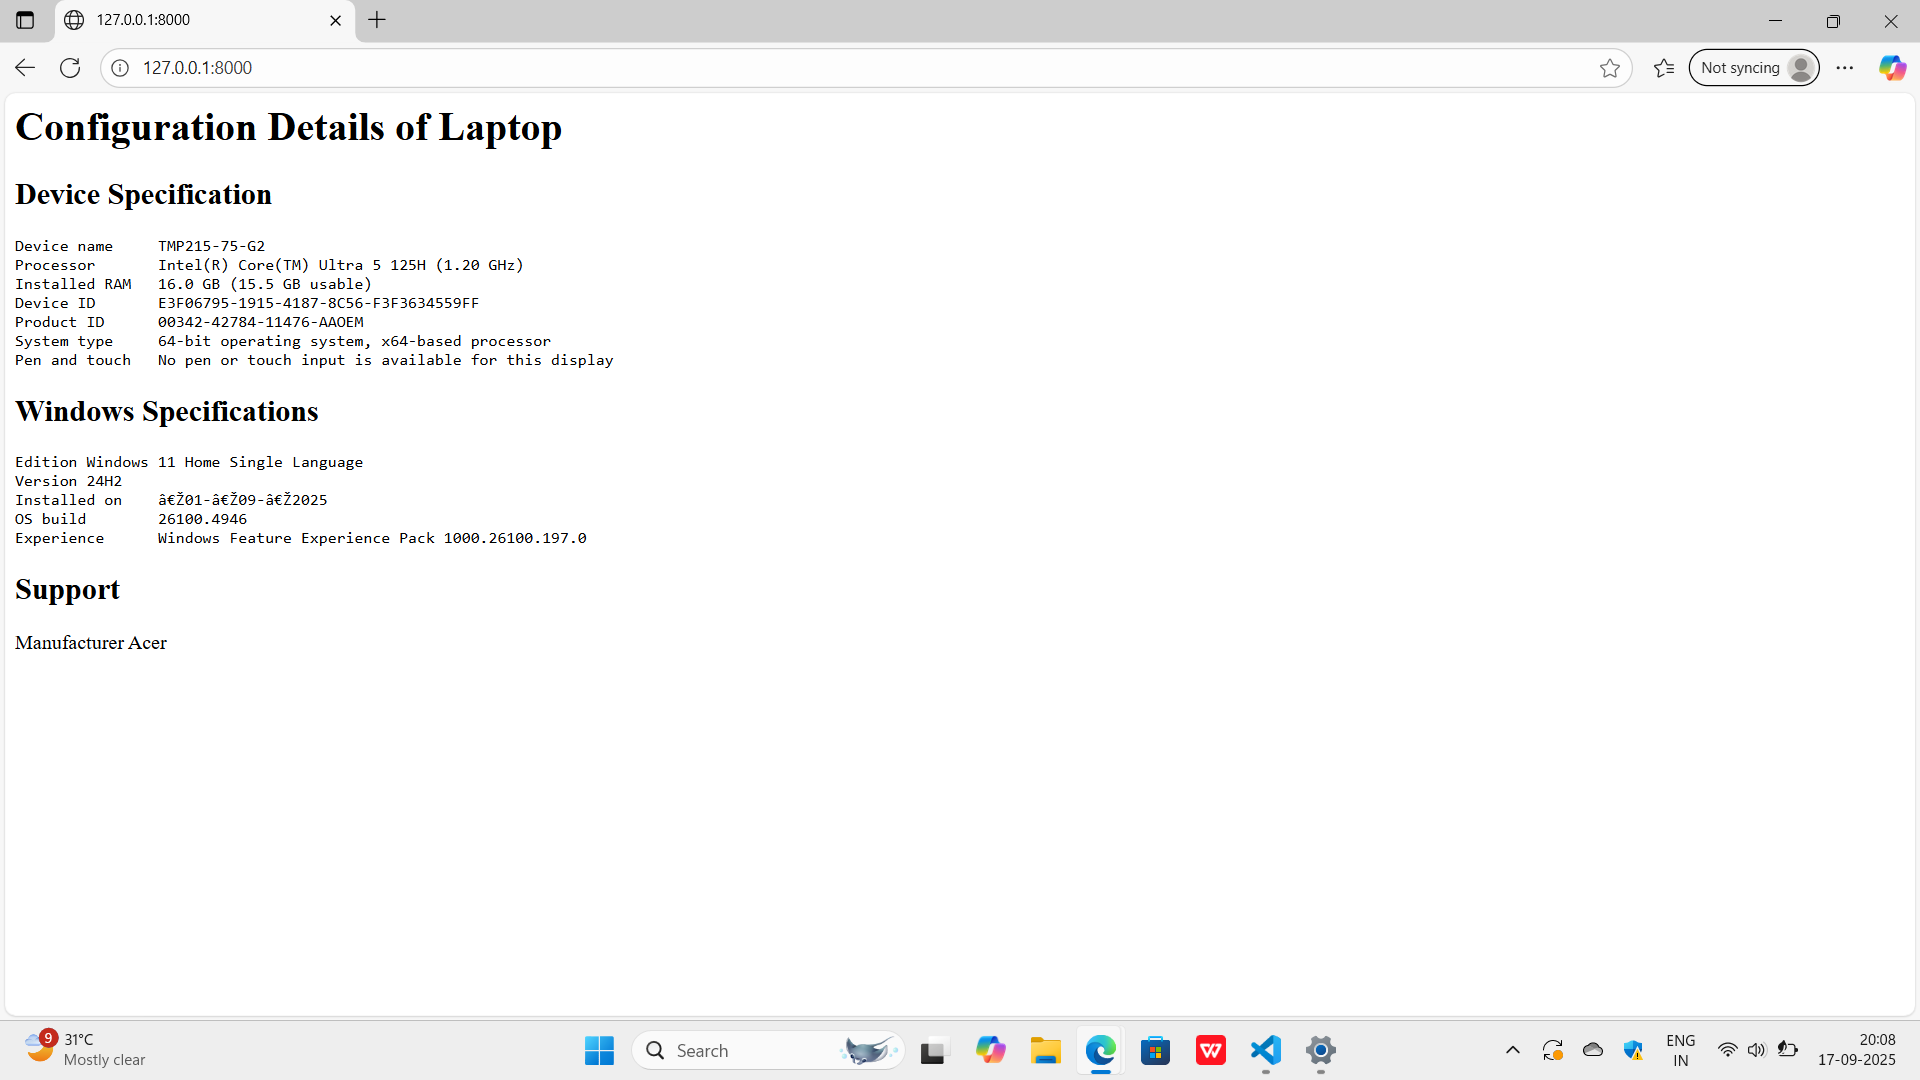 127.0.0.1:8000
127.0.0.1:8000
Not syncing
Configuration Details of Laptop
Device Specification
Device name TMP215-75-G2
Processor Intel(R) Core(TM) Ultra 5 125H (1.20 GHz)
Installed RAM 16.0 GB (15.5 GB usable)
Device ID E3F06795-1915-4187-8C56-F3F3634559FF
Product ID 00342-42784-11476-AAOEM
System type 64-bit operating system, x64-based processor
Pen and touch No pen or touch input is available for this display
Windows Specifications
Edition Windows 11 Home Single Language
Version 24H2
Installed on â€Ž01-â€Ž09-â€Ž2025
OS build 26100.4946
Experience Windows Feature Experience Pack 1000.26100.197.0
Support
Manufacturer Acer
9
31°C
Mostly clear
Search
W
ENG
IN
20:08
17-09-2025